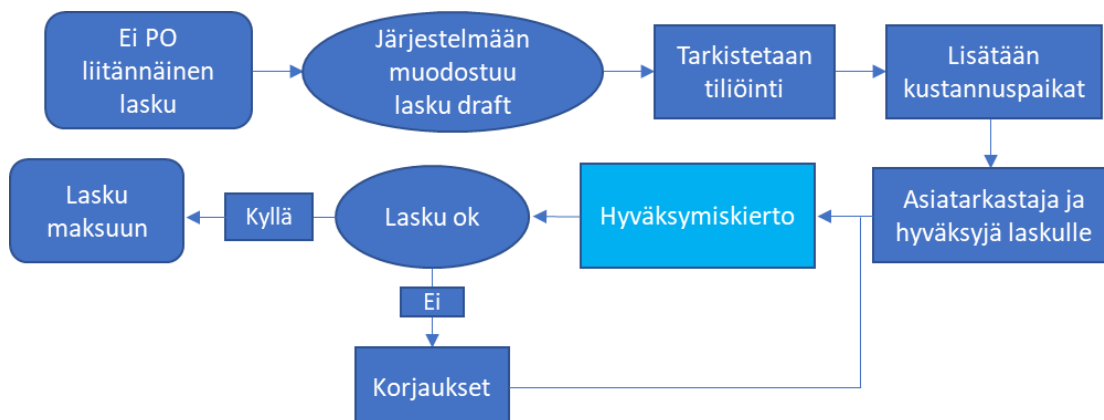 Ei PO
liitännäinen
lasku
Järjestelmään
muodostuu
lasku draft
Tarkistetaan
tiliöinti
Lisätään
kustannuspaikat
Asiatarkastaja ja
hyväksyjä laskulle
Hyväksymiskierto
Lasku ok
Kyllä
Lasku
maksuun
Ei
Korjaukset